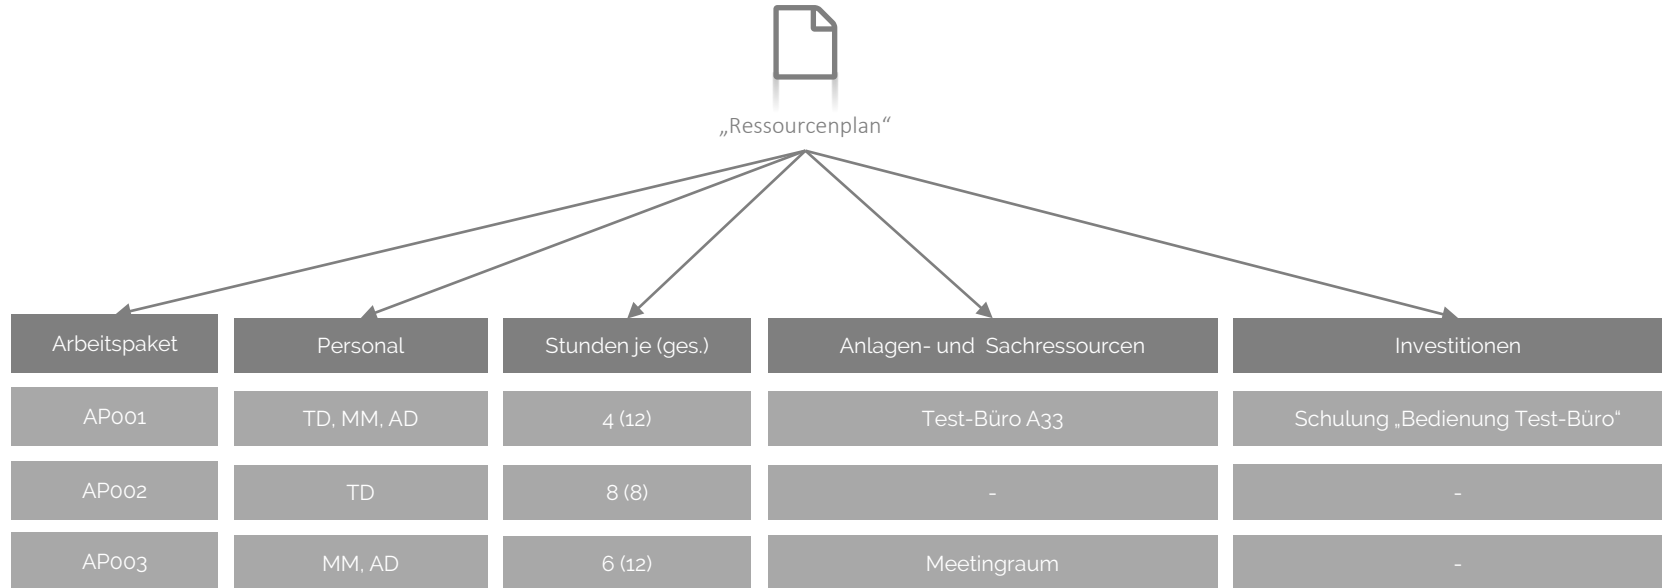 „Ressourcenplan“
Arbeitspaket Personal Stunden je (ges.) Anlagen- und Sachressourcen Investitionen
AP001 TD, MM, AD 4 (12) Test-Büro A33 Schulung „Bedienung Test-Büro“
AP002 TD 8 (8) - -
AP003 MM, AD 6 (12) Meetingraum -